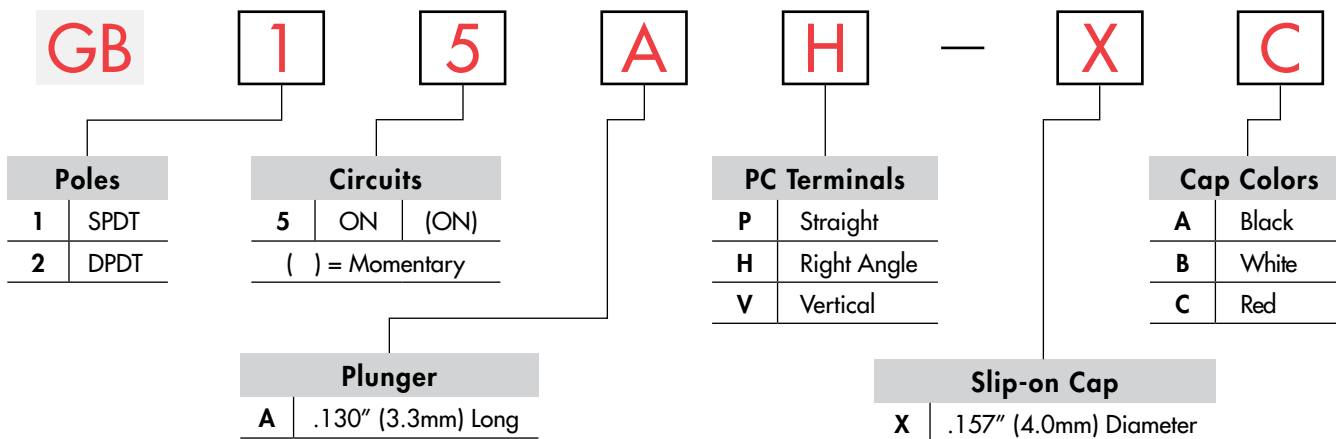 GB 1 5 A H — X C
Poles
1 SPDT
2 DPDT
Circuits
5 ON (ON)
( ) = Momentary
PC Terminals
P Straight
H Right Angle
V Vertical
Cap Colors
A Black
B White
C Red
Plunger
A .130” (3.3mm) Long
Slip-on Cap
X .157” (4.0mm) Diameter